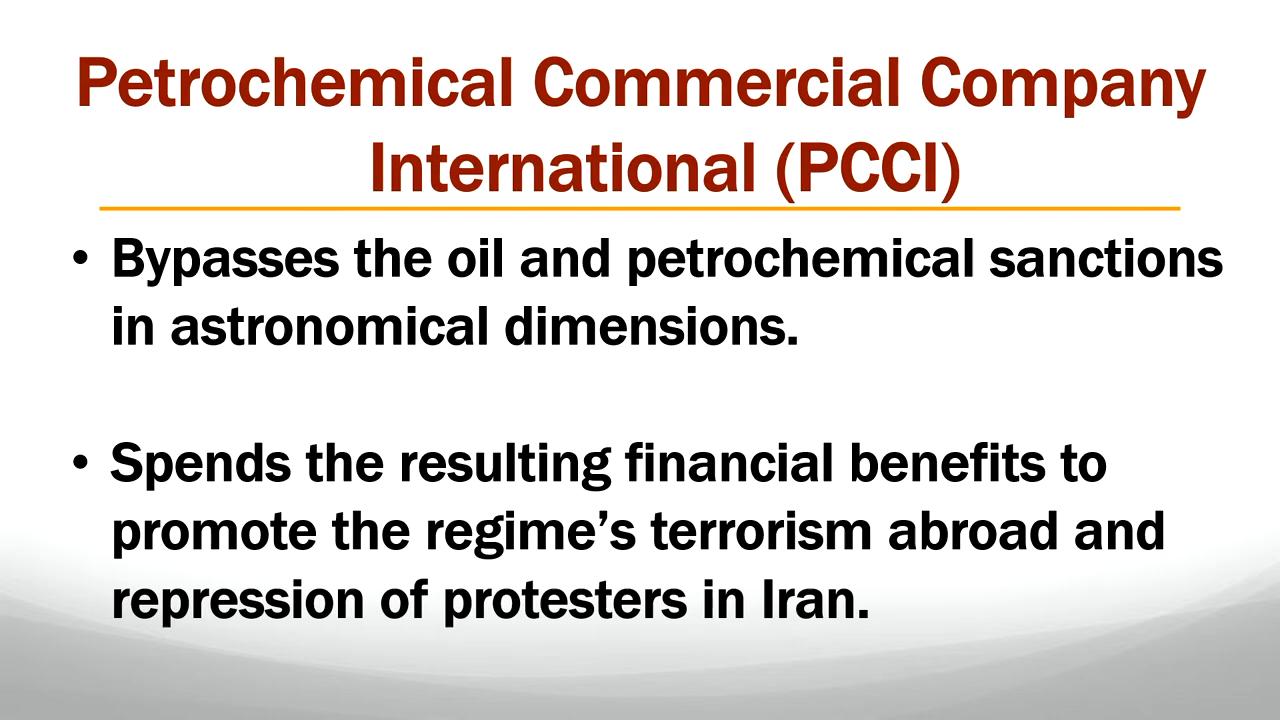 Petrochemical Commercial Company
International (PCCI)
• Bypasses the oil and petrochemical sanctions
in astronomical dimensions.
• Spends the resulting financial benefits to
promote the regime’s terrorism abroad and
repression of protesters in Iran.